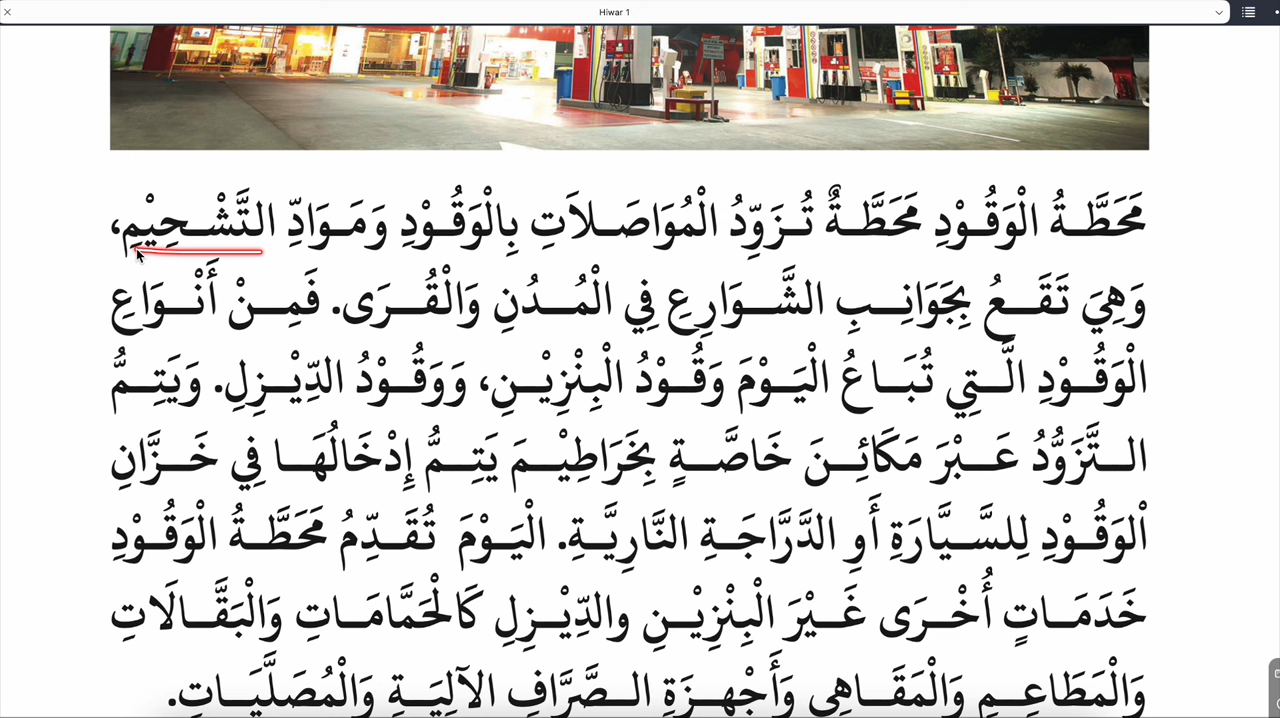 Hiwar 1
مَحَطَّةُ الْوَقُوْدِ مَحَطَّةٌ تُزَوِّدُ الْمُوَاصَلاَتِ بِالْوَقُوْدِ وَمَوَادِّ التَّشْحِيْمِ،
وَهِيَ تَقَعُ بِجَوَانِبِ الشَّوَارِعِ فِي الْمُدُنِ وَالْقُرَى. فَمِنْ أَنْوَاعِ
الْوَقُوْدِ الَّتِي تُبَاعُ الْيَوْمَ وَقُوْدُ الْبِنْزِيْنِ، وَوَقُوْدُ الدِّيْزِلِ. وَيَتِمُّ
التَّزَوُّدُ عَبْرَ مَكَائِنَ خَاصَّةٍ بِخَرَاطِيْمَ يَتِمُّ إِدْخَالُهَا فِي خَزَّانِ
اْلوَقُوْدِ لِلسَّيَّارَةِ أَوِ الدَّرَّاجَةِ النَّارِيَّةِ. الْيَوْمَ تُقَدِّمُ مَحَطَّةُ الْوَقُوْدِ
خَدَمَاتٍ أُخْرَى غَيْرَ الْبِنْزِيْنِ والدِّيْزِلِ كَالْحَمَّامَاتِ وَالْبَقَّالَاتِ
وَالْمَطَاعِمِ وَالْمَقَاهِي وَأَجْهِزَةِ الصَّرَّافِ الآلِيَةِ وَالْمُصَلَّيَاتِ.